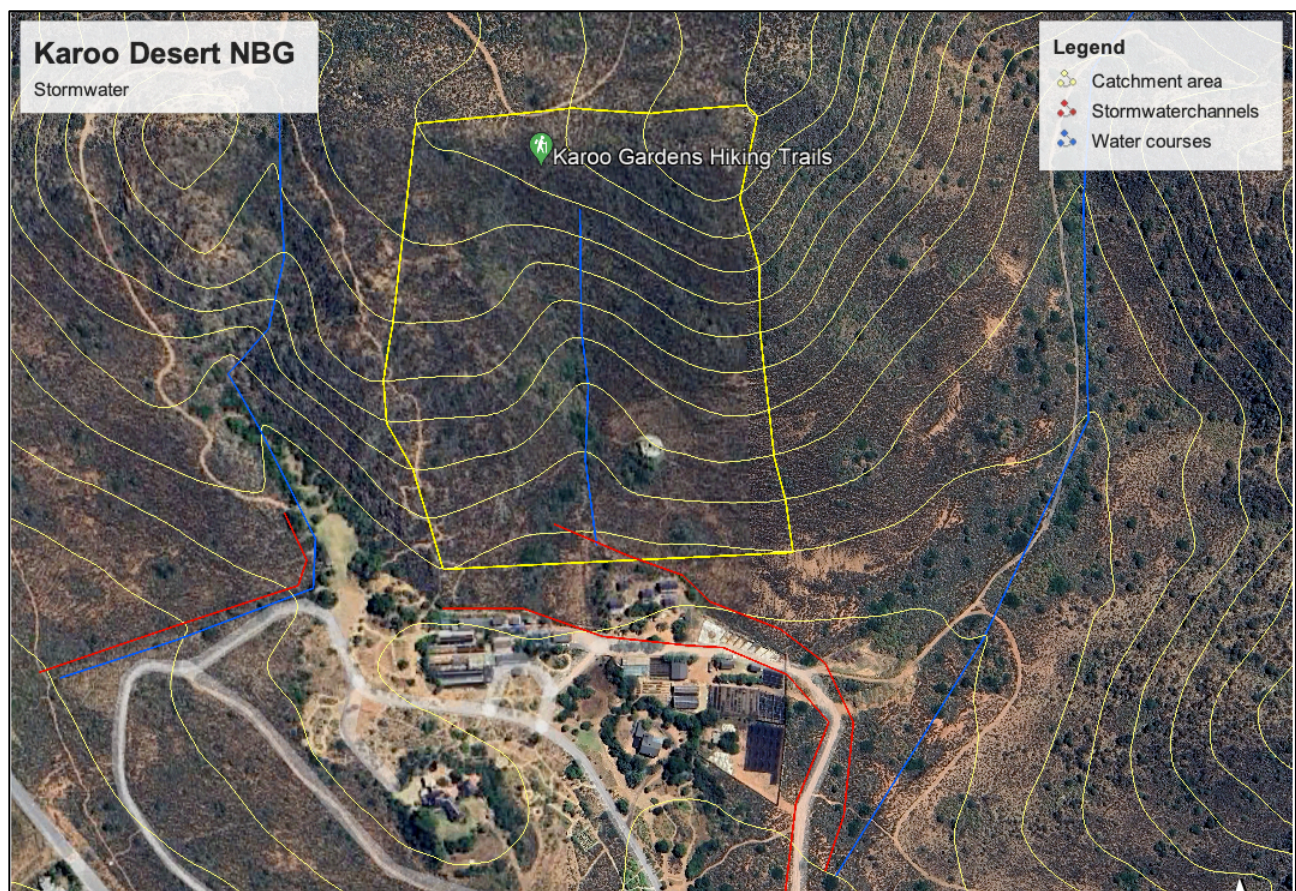 Karoo Desert NBG
Stormwater
Legend
Catchment area
Stormwaterchannels
Water courses
Karoo Gardens Hiking Trails